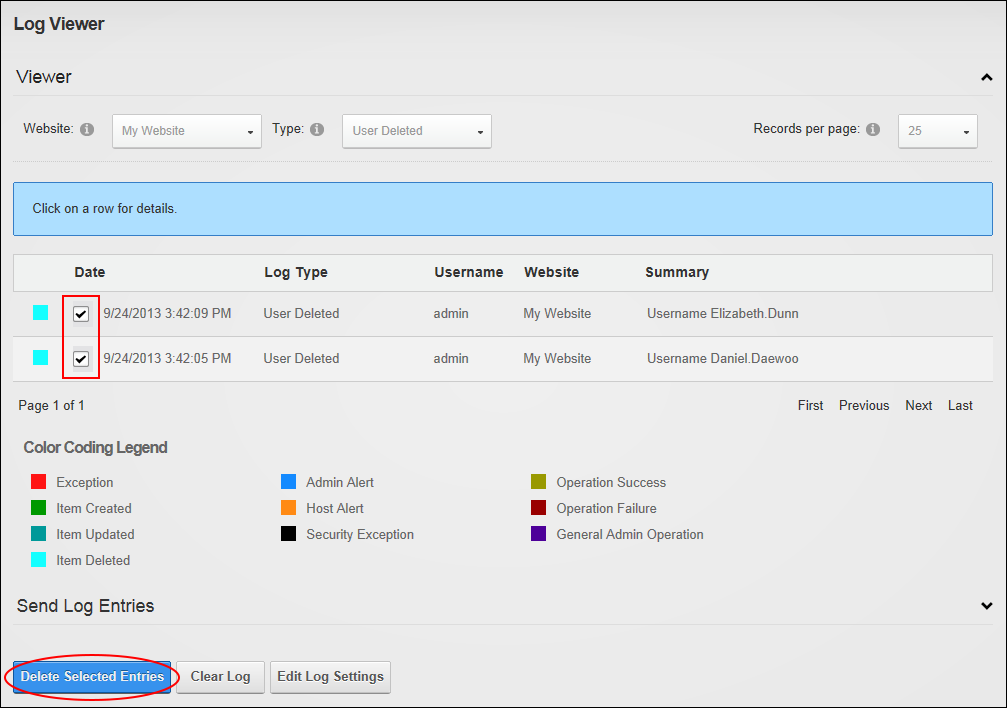 Log Viewer
Viewer
Website: My Website Type: User Deleted Records per page: 25
Click on a row for details.
Date Log Type Username Website Summary
9/24/2013 3:42:09 PM User Deleted admin My Website Username Elizabeth.Dunn
9/24/2013 3:42:05 PM User Deleted admin My Website Username Daniel.Daewoo
Page 1 of 1 First Previous Next Last
Color Coding Legend
Exception Admin Alert Operation Success
Item Created Host Alert Operation Failure
Item Updated Security Exception General Admin Operation
Item Deleted
Send Log Entries
Delete Selected Entries Clear Log Edit Log Settings